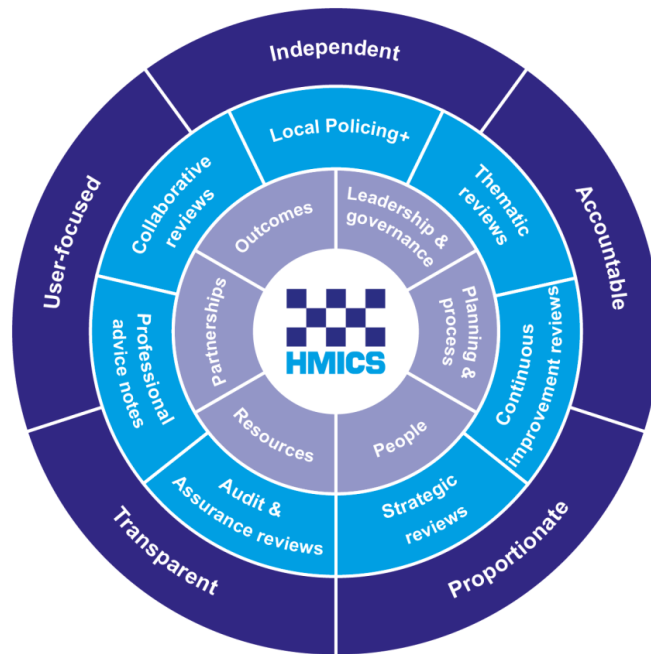 Independent
Accountable
Proportionate
Transparent
User-focused
Local Policing+
Thematic
reviews
Continuous
improvement reviews
Strategic
reviews
Audit &
Assurance reviews
Professional
advice notes
Collaborative
reviews
Leadership &
governance
Planning &
process
People
Resources
Partnerships
Outcomes
HMICS